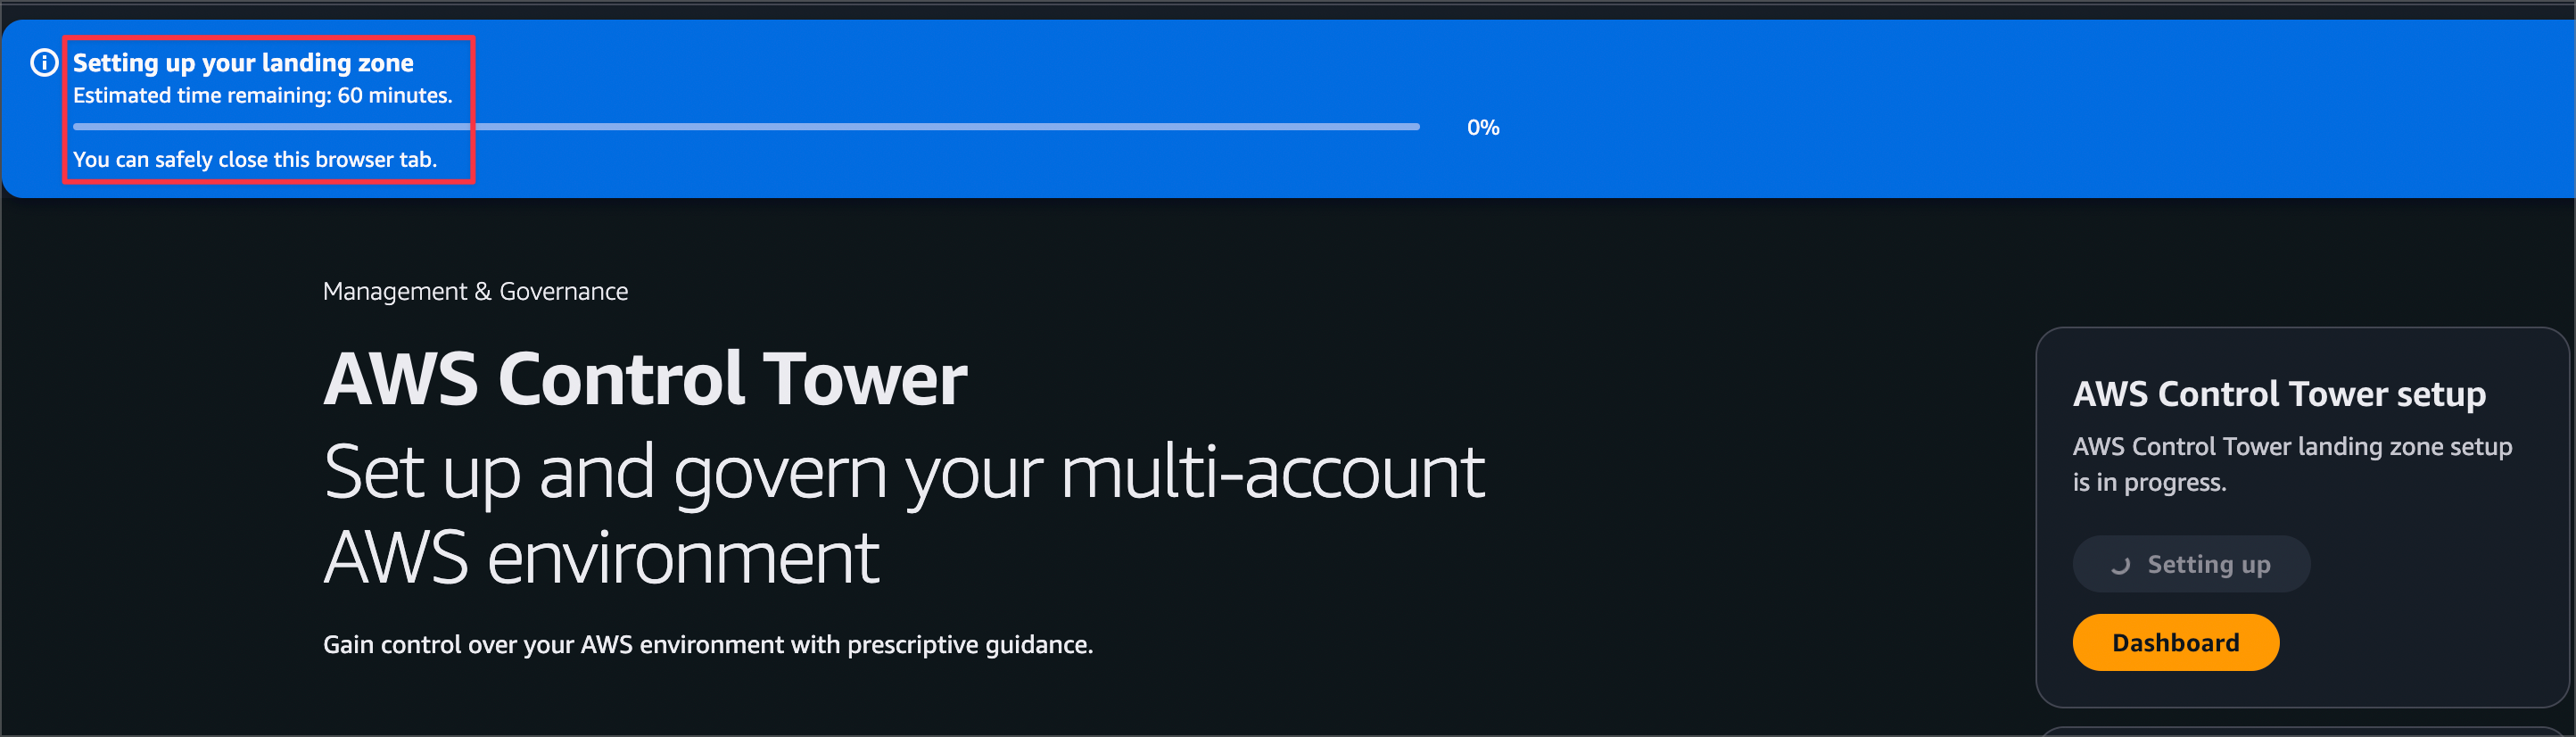 Setting up your landing zone
Estimated time remaining: 60 minutes.
0%
You can safely close this browser tab.
Management & Governance
AWS Control Tower
Set up and govern your multi-account
AWS environment
Gain control over your AWS environment with prescriptive guidance.
AWS Control Tower setup
AWS Control Tower landing zone setup
is in progress.
Setting up
Dashboard